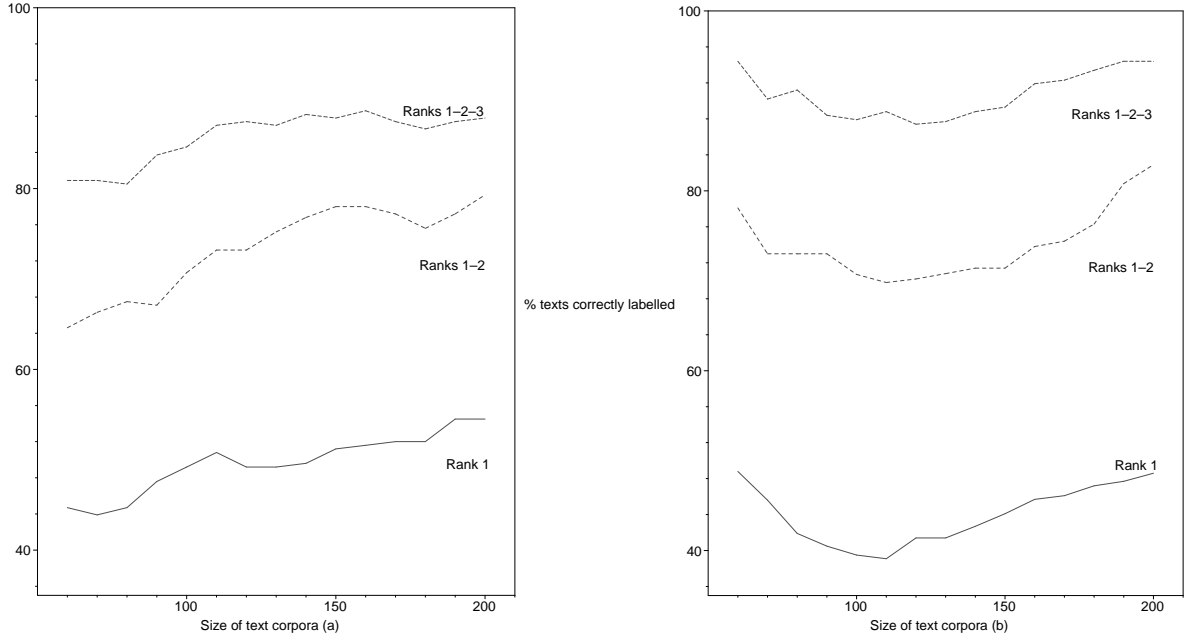 100
80
60
40
Ranks 1–2–3
Ranks 1–2
Rank 1
100
150
200
Size of text corpora (a)
% texts correctly labelled
100
80
60
40
Ranks 1–2–3
Ranks 1–2
Rank 1
100
150
200
Size of text corpora (b)